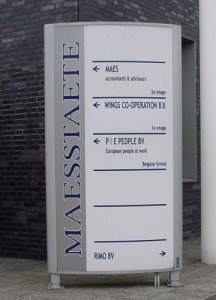 MAESSTAETE
MAES
accountants & adviseurs
2e etage
WINGS CO-OPERATION B.V.
1e etage
P E PEOPLE BV
European people at work
Begane Grond
RIMO BV